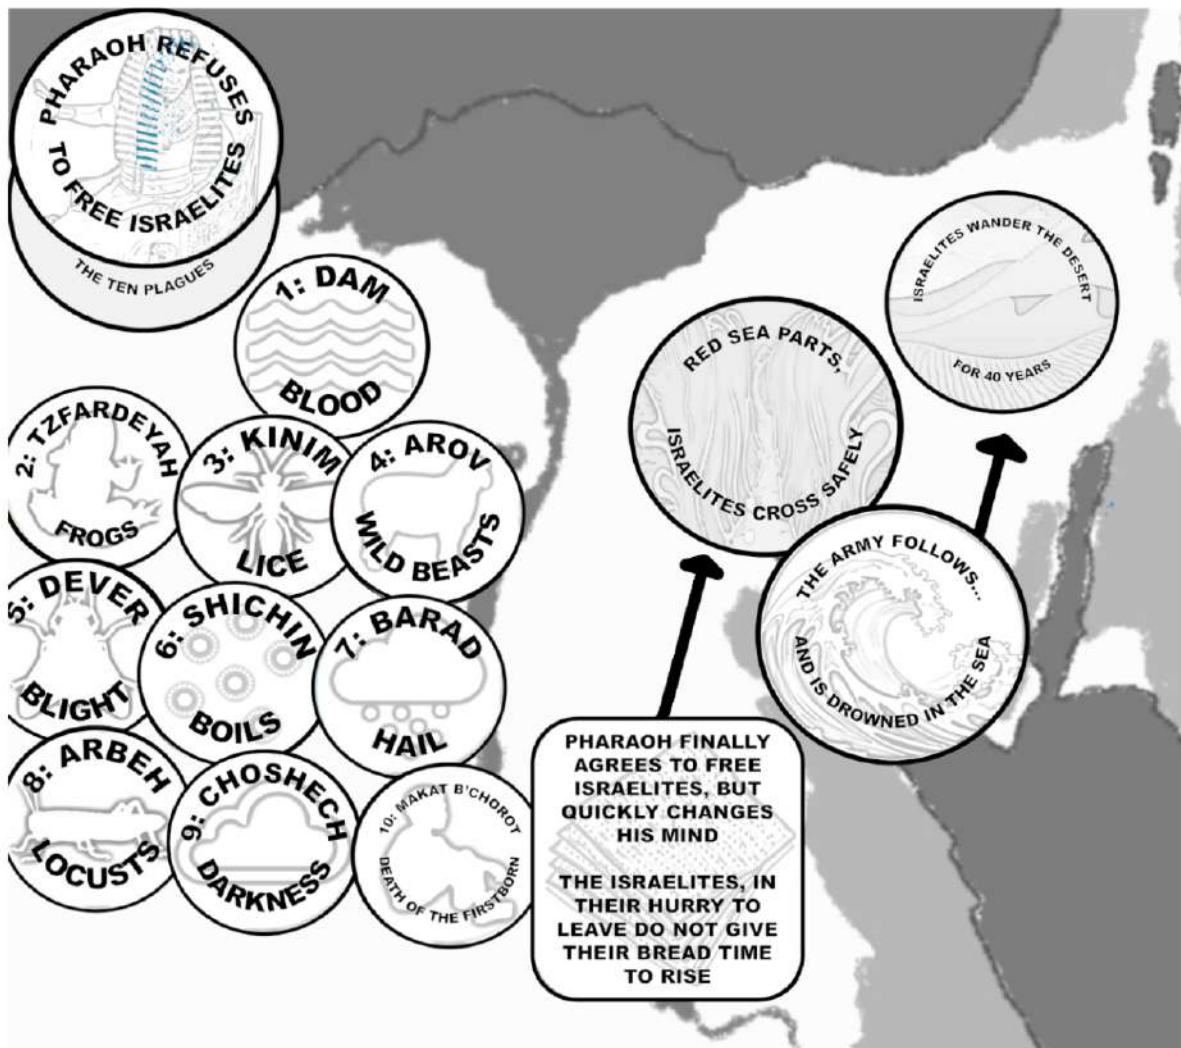 PHARAOH REFUSES
TO FREE ISRAELITES
THE TEN PLAGUES
1: DAM
BLOOD
2: TZFARDEYAH
FROGS
3: KINIM
LICE
4: AROV
WILD BEASTS
5: DEVER
BLIGHT
6: SHICHIN
BOILS
7: BARAD
HAIL
8: ARBEH
LOCUSTS
9: CHOSHECH
DARKNESS
10: MAKAT B'CHOROT
DEATH OF THE FIRSTBORN
PHARAOH FINALLY
AGREES TO FREE
ISRAELITES, BUT
QUICKLY CHANGES
HIS MIND
THE ISRAELITES, IN
THEIR HURRY TO
LEAVE DO NOT GIVE
THEIR BREAD TIME
TO RISE
RED SEA PARTS,
ISRAELITES CROSS SAFELY
THE ARMY FOLLOWS...
AND IS DROWNED IN THE SEA
ISRAELITES WANDER THE DESERT
FOR 40 YEARS